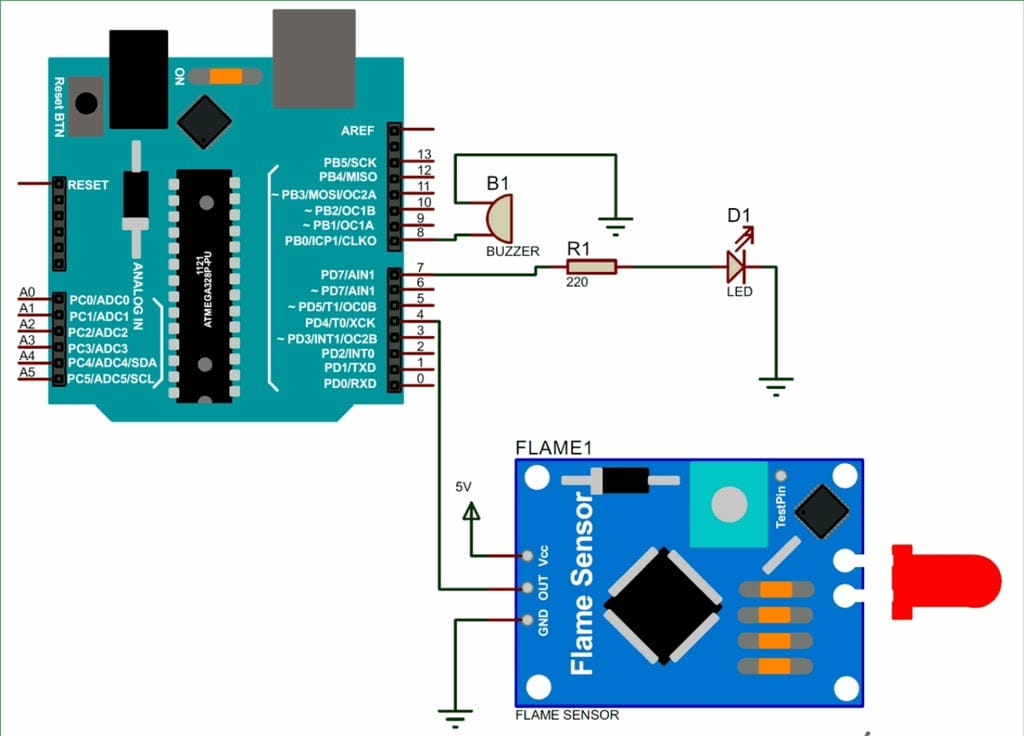 Reset BTN
ON
RESET
ANALOG IN
1121
ATMEGA328P-PU
A0
A1
A2
A3
A4
A5
PC0/ADC0
PC1/ADC1
PC2/ADC2
PC3/ADC3
PC4/ADC4/SDA
PC5/ADC5/SCL
AREF
PB5/SCK 13
PB4/MISO 12
~ PB3/MOSI/OC2A 11
~ PB2/OC1B 10
~ PB1/OC1A 9
PB0/ICP1/CLKO 8
PD7/AIN1 7
~ PD7/AIN1 6
~ PD5/T1/OC0B 5
PD4/T0/XCK 4
~ PD3/INT1/OC2B 3
PD2/INT0 2
PD1/TXD 1
PD0/RXD 0
B1
BUZZER
R1
220
D1
LED
FLAME1
5V
Vcc
OUT
GND
Flame Sensor
TestPin
FLAME SENSOR